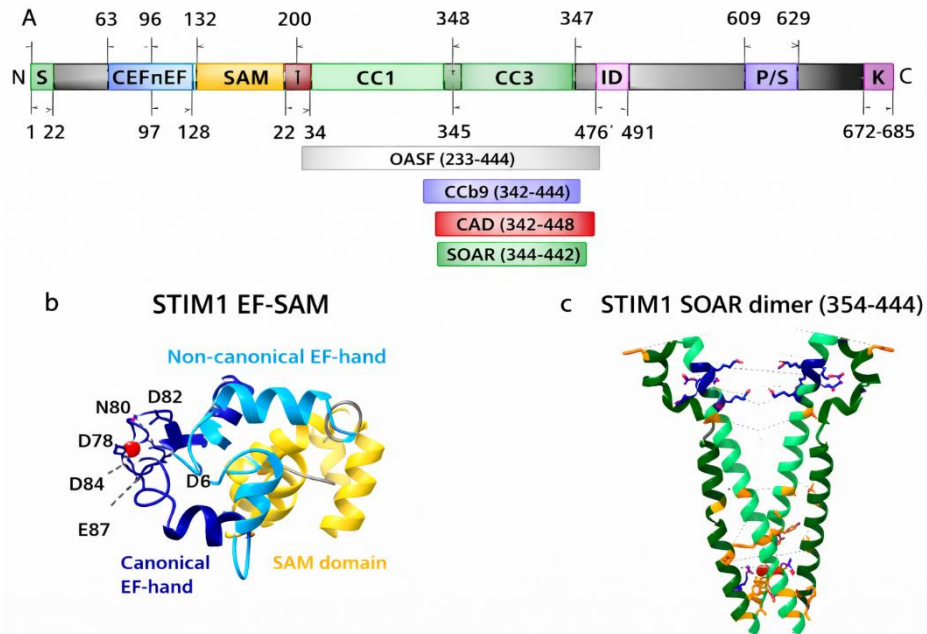 A
63 96 132 200 348 347 609 629
N S CEFnEF SAM T CC1 T CC3 ID P/S K C
1 22 97 128 22 34 345 476’ 491 672-685
OASF (233-444)
CCb9 (342-444)
CAD (342-448
SOAR (344-442)
b STIM1 EF-SAM
Non-canonical EF-hand
D82
N80
D78
D84
D6
E87
Canonical
EF-hand
SAM domain
c STIM1 SOAR dimer (354-444)